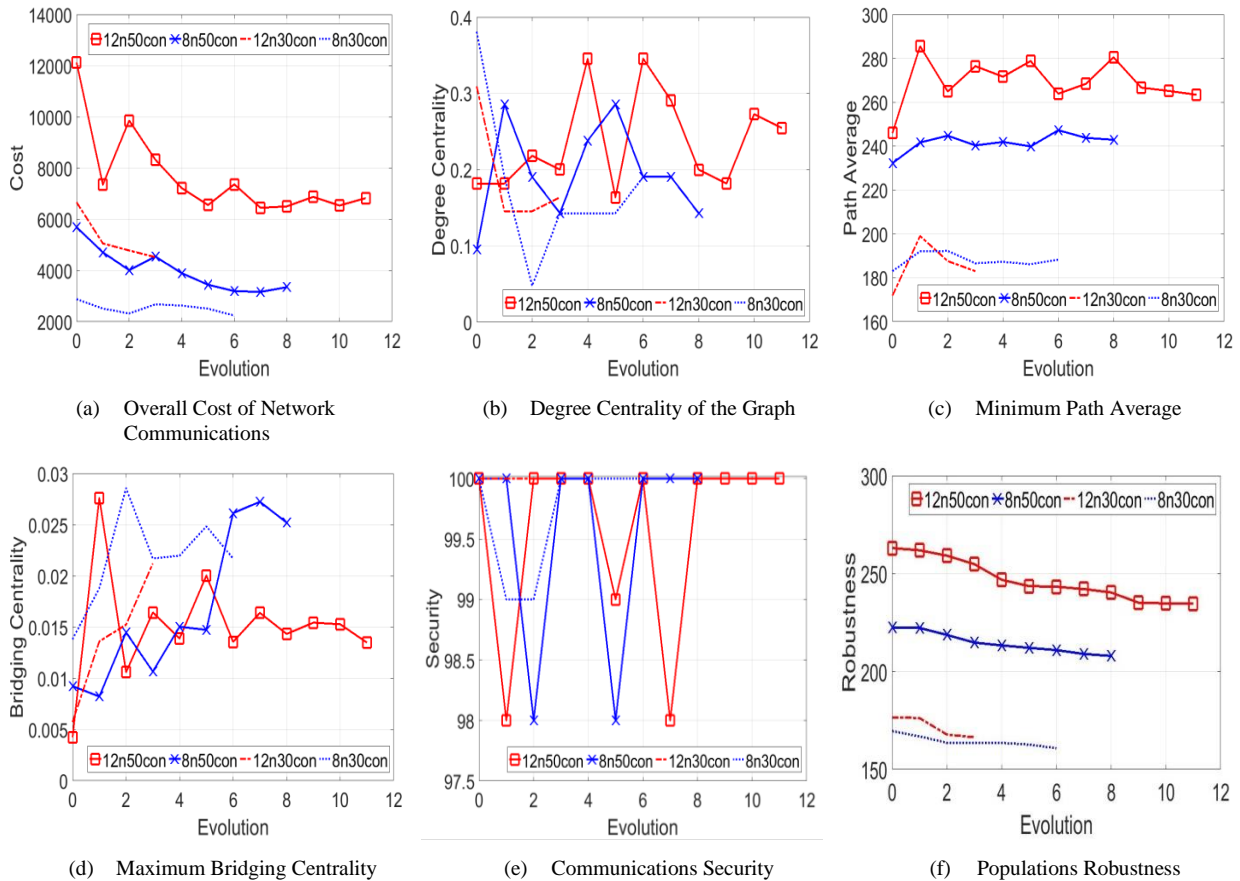 14000
12000
10000
8000
6000
4000
2000
Cost
12n50con 8n50con 12n30con 8n30con
0 2 4 6 8 10 12
Evolution
(a) Overall Cost of Network
Communications
0.4
0.3
0.2
0.1
0
Degree Centrality
12n50con 8n50con 12n30con 8n30con
0 2 4 6 8 10 12
Evolution
(b) Degree Centrality of the Graph
300
280
260
240
220
200
180
160
Path Average
12n50con 8n50con 12n30con 8n30con
0 2 4 6 8 10 12
Evolution
(c) Minimum Path Average
0.03
0.025
0.02
0.015
0.01
0.005
0
Bridging Centrality
12n50con 8n50con 12n30con 8n30con
0 2 4 6 8 10 12
Evolution
(d) Maximum Bridging Centrality
100
99.5
99
98.5
98
97.5
Security
12n50con 8n50con 12n30con 8n30con
0 2 4 6 8 10 12
Evolution
(e) Communications Security
300
250
200
150
Robustness
12n50con 8n50con 12n30con 8n30con
0 2 4 6 8 10 12
Evolution
(f) Populations Robustness